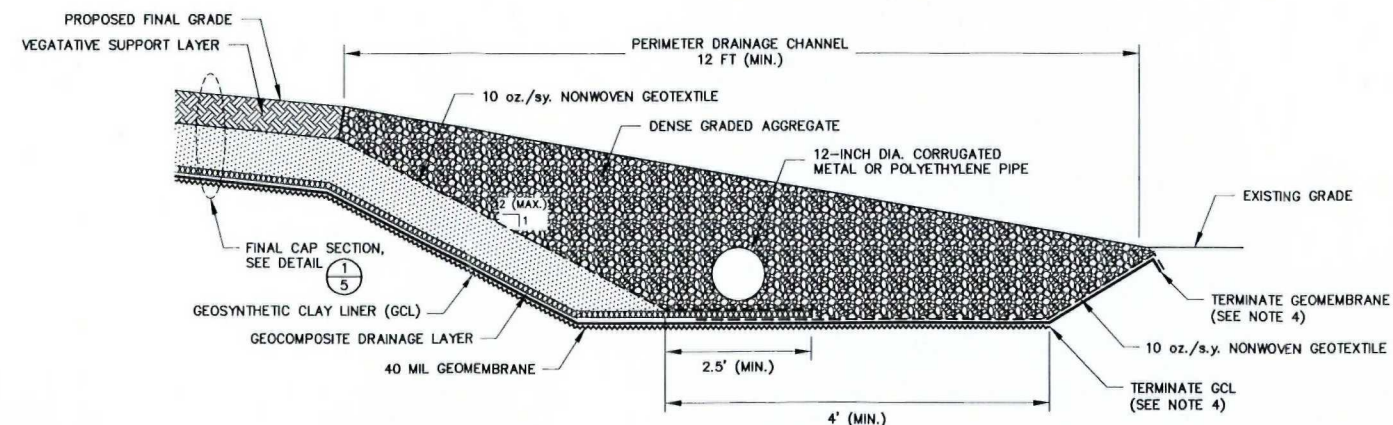 PROPOSED FINAL GRADE
VEGATATIVE SUPPORT LAYER
PERIMETER DRAINAGE CHANNEL
12 FT (MIN.)
10 oz./sy. NONWOVEN GEOTEXTILE
DENSE GRADED AGGREGATE
12-INCH DIA. CORRUGATED
METAL OR POLYETHYLENE PIPE
EXISTING GRADE
2 (MAX.)
1
FINAL CAP SECTION,
SEE DETAIL
1
5
GEOSYNTHETIC CLAY LINER (GCL)
GEOCOMPOSITE DRAINAGE LAYER
40 MIL GEOMEMBRANE
2.5' (MIN.)
4' (MIN.)
TERMINATE GEOMEMBRANE
(SEE NOTE 4)
10 oz./s.y. NONWOVEN GEOTEXTILE
TERMINATE GCL
(SEE NOTE 4)